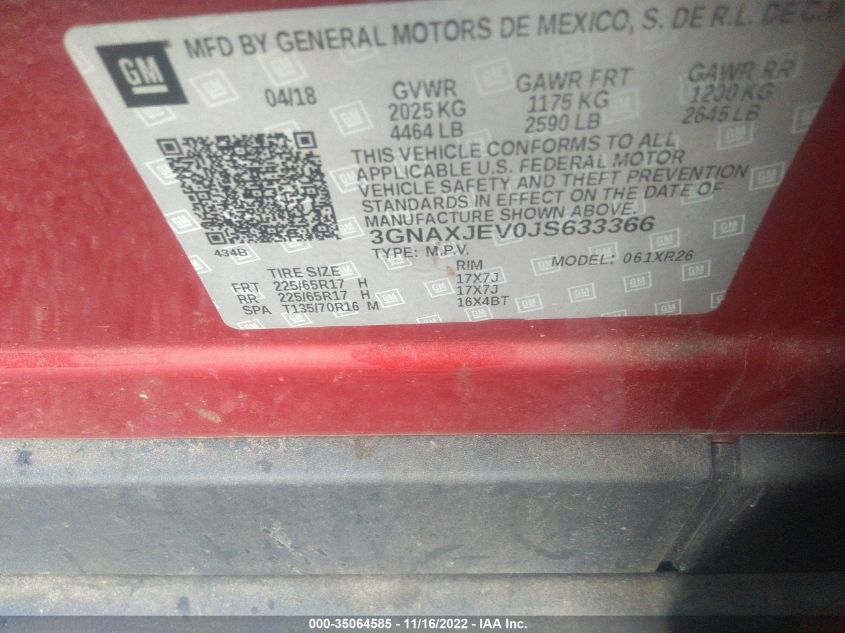 GM
MFD BY GENERAL MOTORS DE MEXICO, S. DE R.L. DE C.V.
04/18
GVWR GAWR FRT GAWR RR
2025 KG 1175 KG 1200 KG
4464 LB 2590 LB 2645 LB
THIS VEHICLE CONFORMS TO ALL
APPLICABLE U.S. FEDERAL MOTOR
VEHICLE SAFETY AND THEFT PREVENTION
STANDARDS IN EFFECT ON THE DATE OF
MANUFACTURE SHOWN ABOVE.
3GNAXJEV0JS633366
434B
TYPE: M.P.V. MODEL: 061XR26
TIRE SIZE RIM
FRT 225/65R17 H 17X7J
RR 225/65R17 H 17X7J
SPA T135/70R16 M 16X4BT
000-35064585 - 11/16/2022 - IAA Inc.